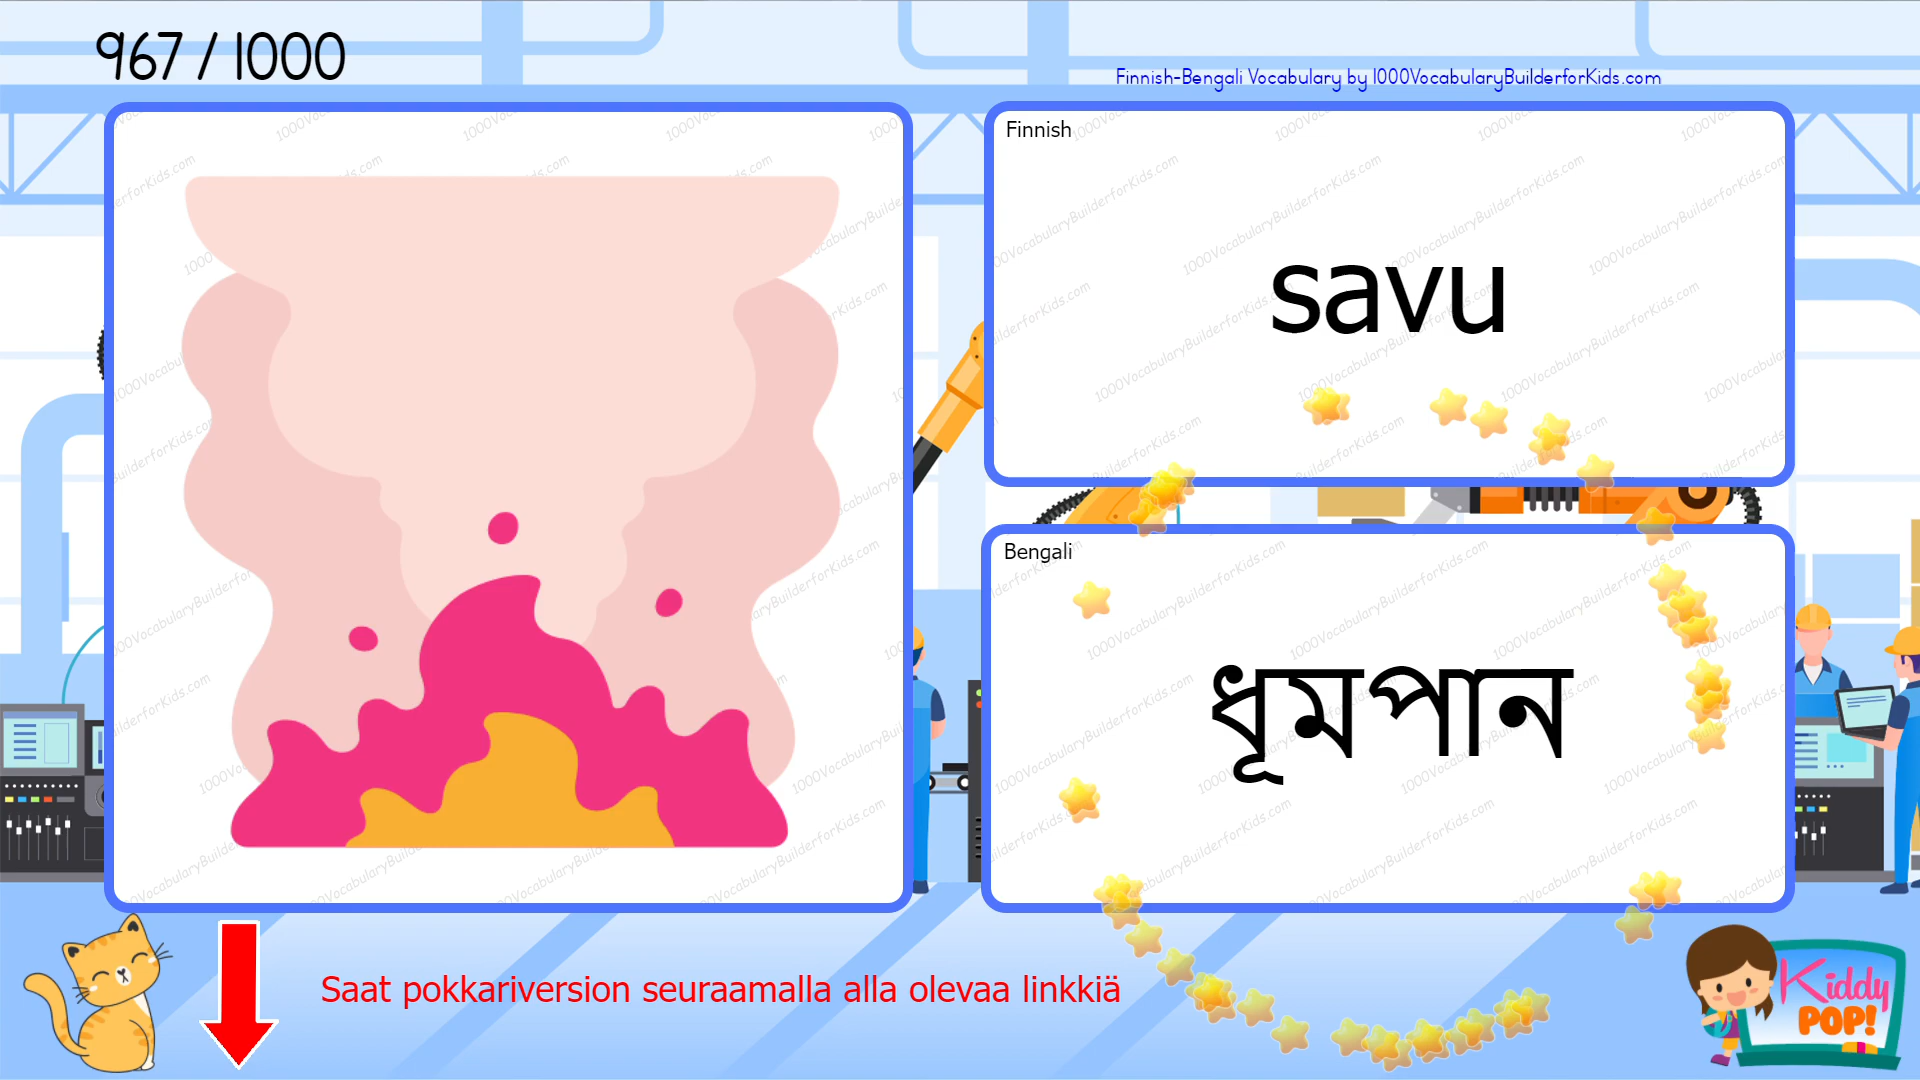 967 / 1000
Finnish-Bengali Vocabulary by 1000VocabularyBuilderforKids.com
Finnish
savu
Bengali
ধূমপান
Saat pokkariversion seuraamalla alla olevaa linkkiä
Kiddy
POP!